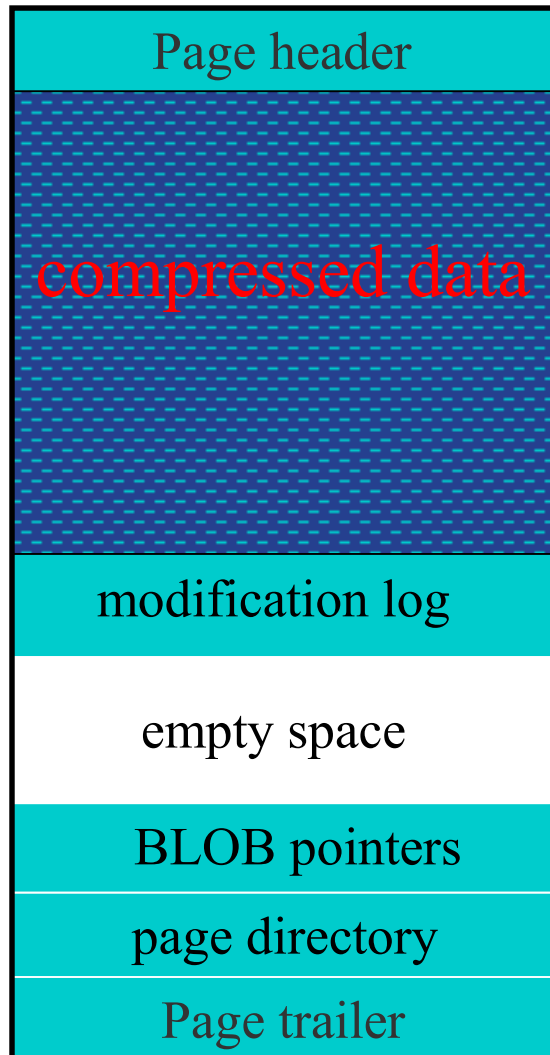 Page header
compressed data
modification log
empty space
BLOB pointers
page directory
Page trailer